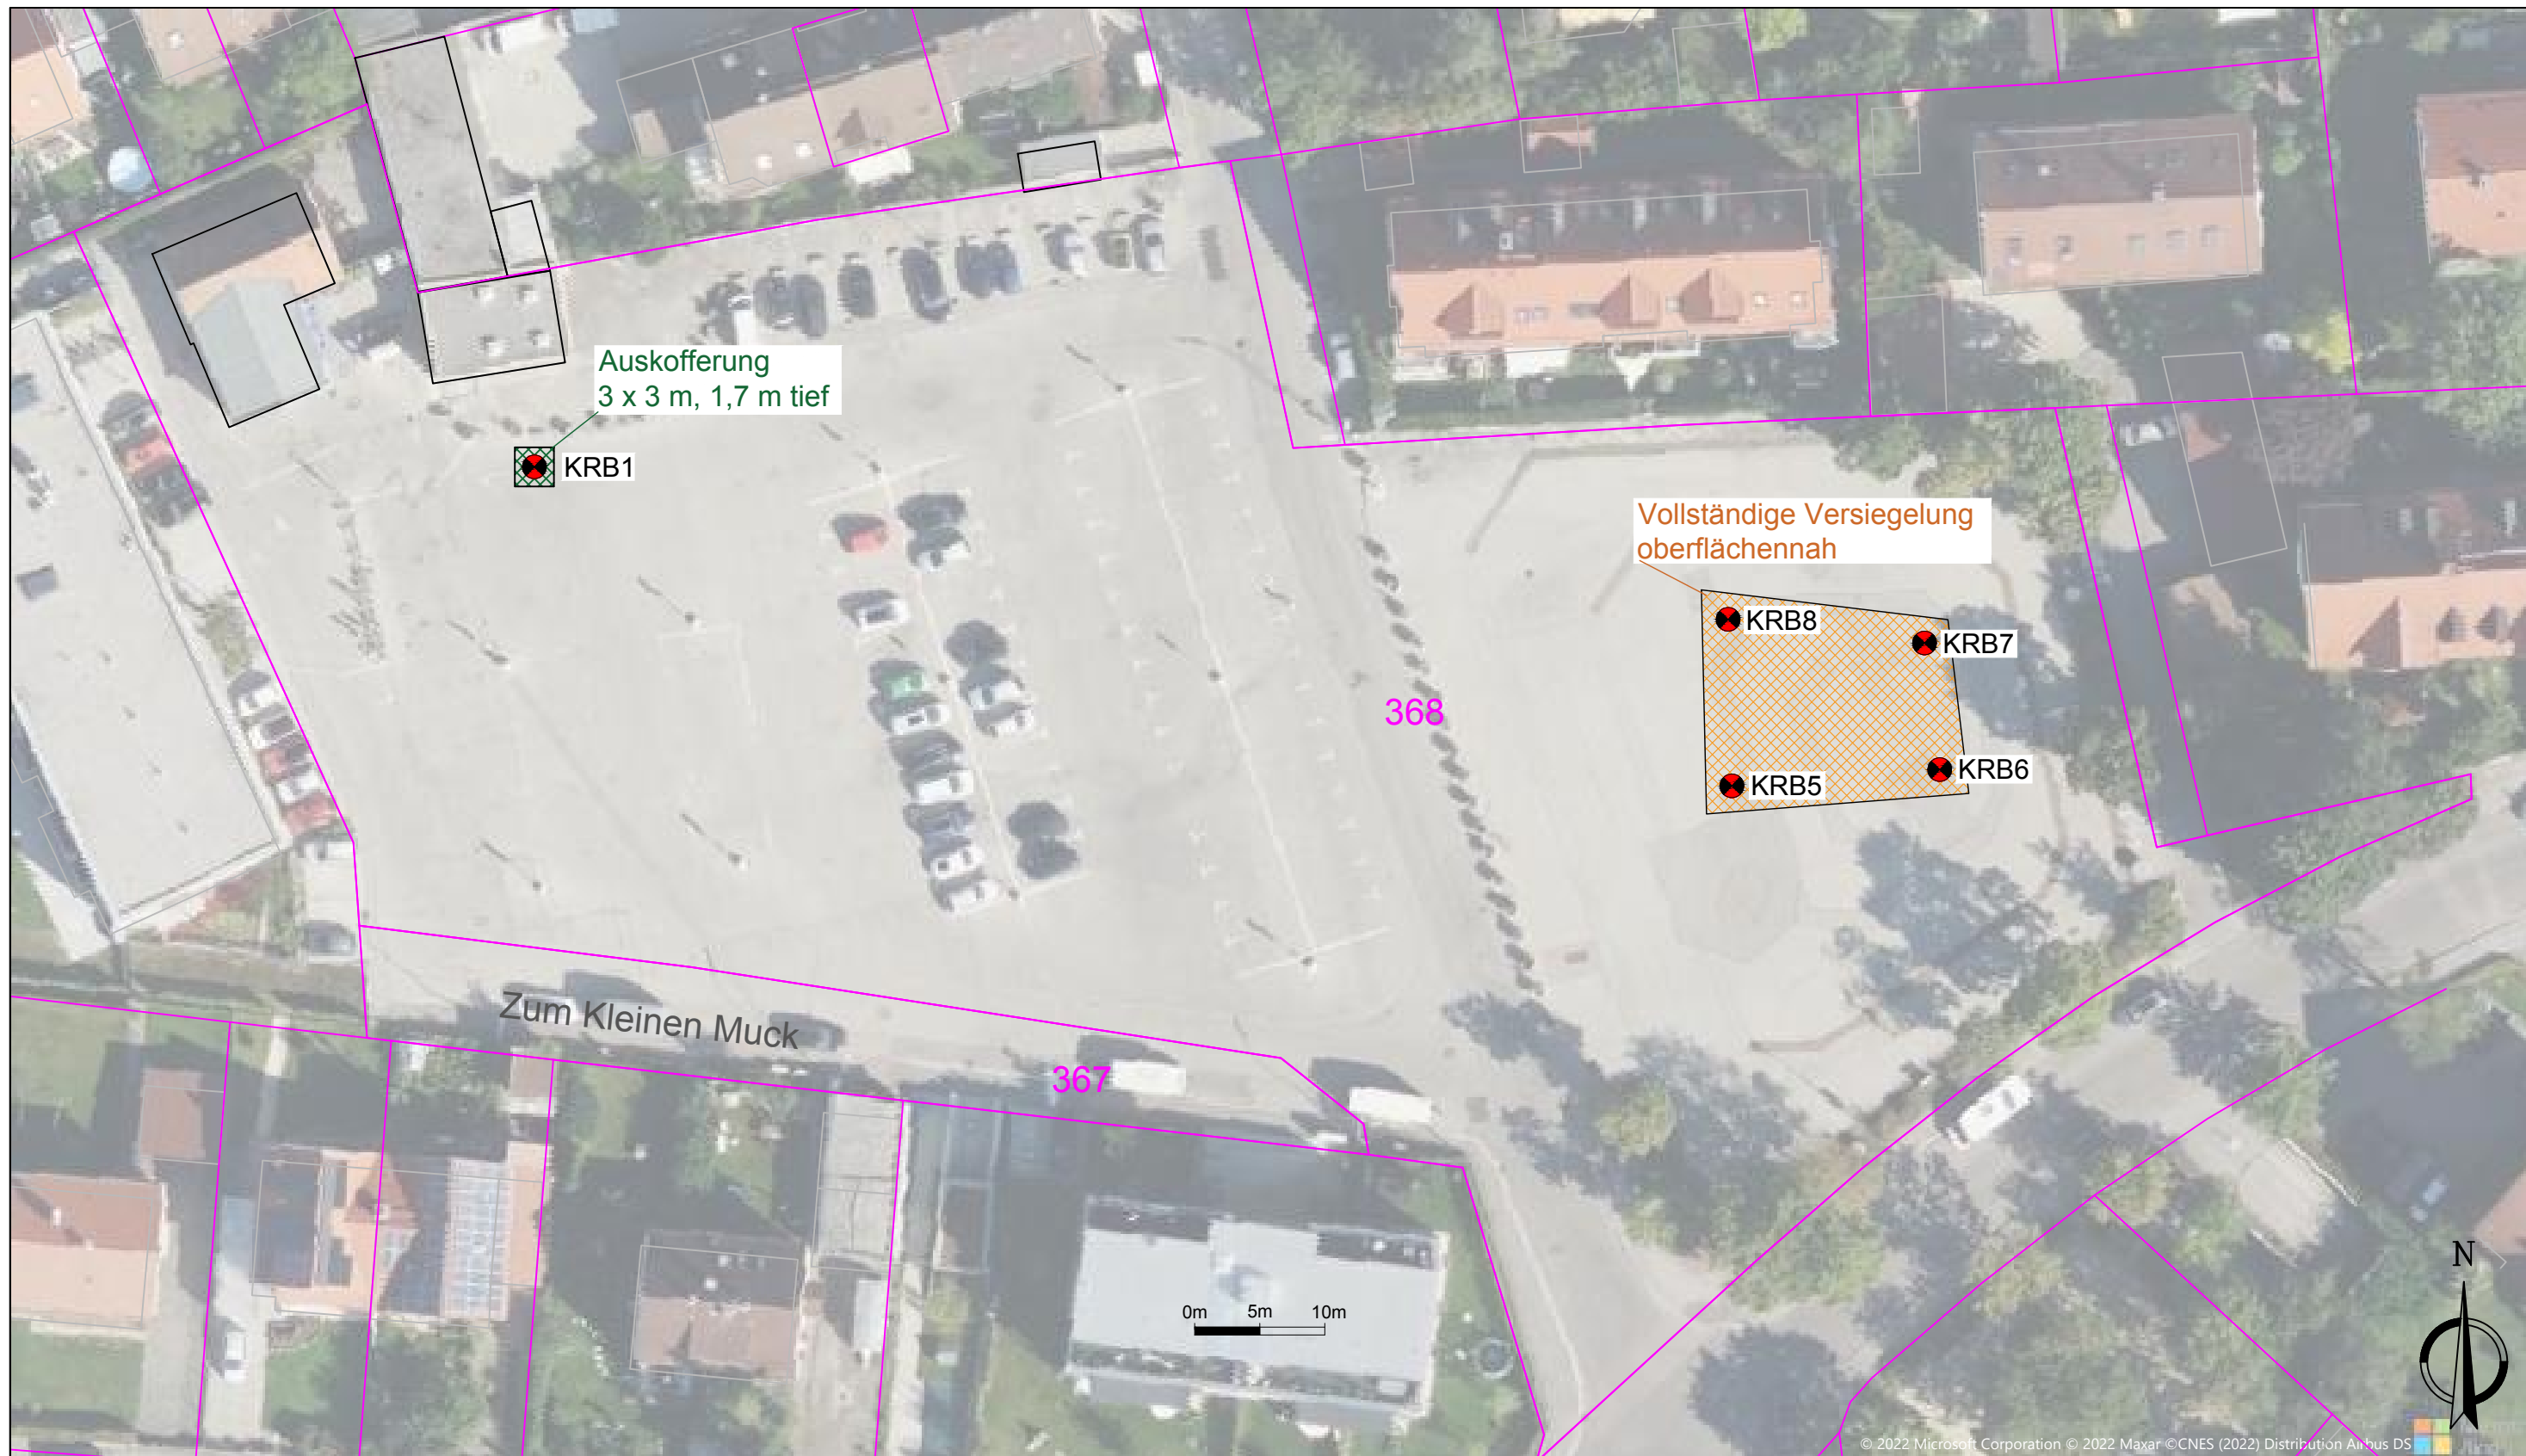 Auskofferung
3 x 3 m, 1,7 m tief
KRB1
Vollständige Versiegelung
oberflächennah
KRB8
KRB7
368
KRB6
KRB5
Zum Kleinen Muck
367
N
0m 5m 10m
© 2022 Microsoft Corporation © 2022 Maxar ©CNES (2022) Distribution Airbus DS